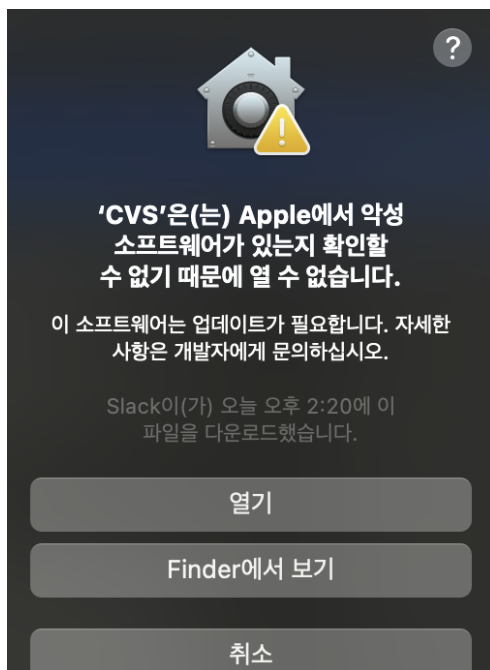 ?
‘CVS’은(는) Apple에서 악성
소프트웨어가 있는지 확인할
수 없기 때문에 열 수 없습니다.
이 소프트웨어는 업데이트가 필요합니다. 자세한
사항은 개발자에게 문의하십시오.
Slack이(가) 오늘 오후 2:20에 이
파일을 다운로드했습니다.
열기
Finder에서 보기
취소